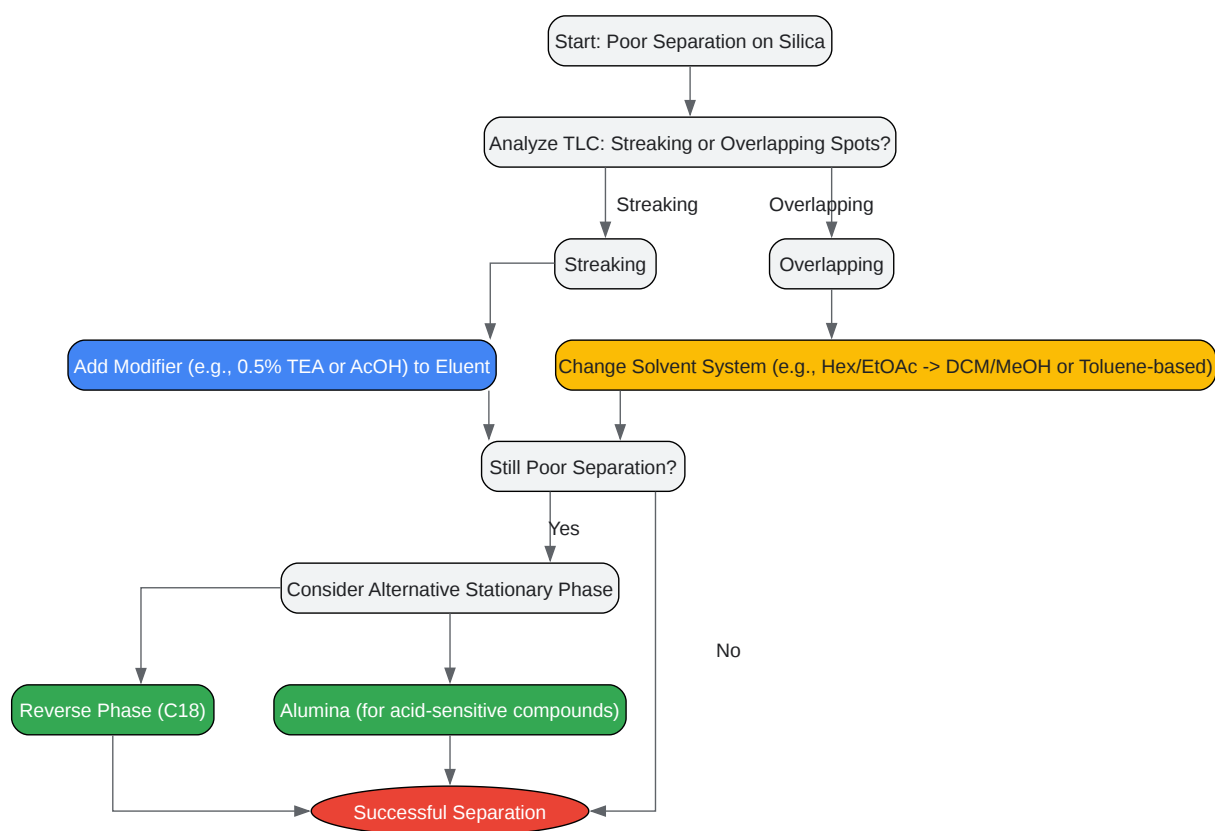 Start: Poor Separation on Silica
Analyze TLC: Streaking or Overlapping Spots?
Streaking
Overlapping
Streaking
Overlapping
Add Modifier (e.g., 0.5% TEA or AcOH) to Eluent
Change Solvent System (e.g., Hex/EtOAc -> DCM/MeOH or Toluene-based)
Still Poor Separation?
Yes
Consider Alternative Stationary Phase
No
Reverse Phase (C18)
Alumina (for acid-sensitive compounds)
Successful Separation